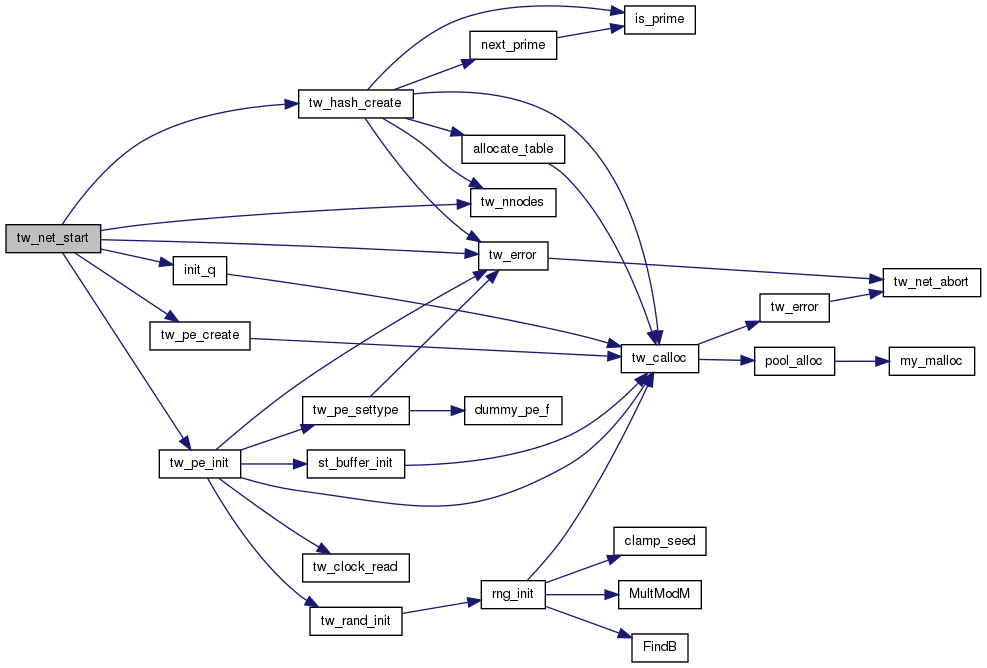 is_prime
next_prime
tw_hash_create
allocate_table
tw_nnodes
tw_net_start
tw_error
init_q
tw_net_abort
tw_error
tw_pe_create
tw_calloc
pool_alloc
my_malloc
tw_pe_settype
dummy_pe_f
tw_pe_init
st_buffer_init
clamp_seed
tw_clock_read
rng_init
MultModM
tw_rand_init
FindB